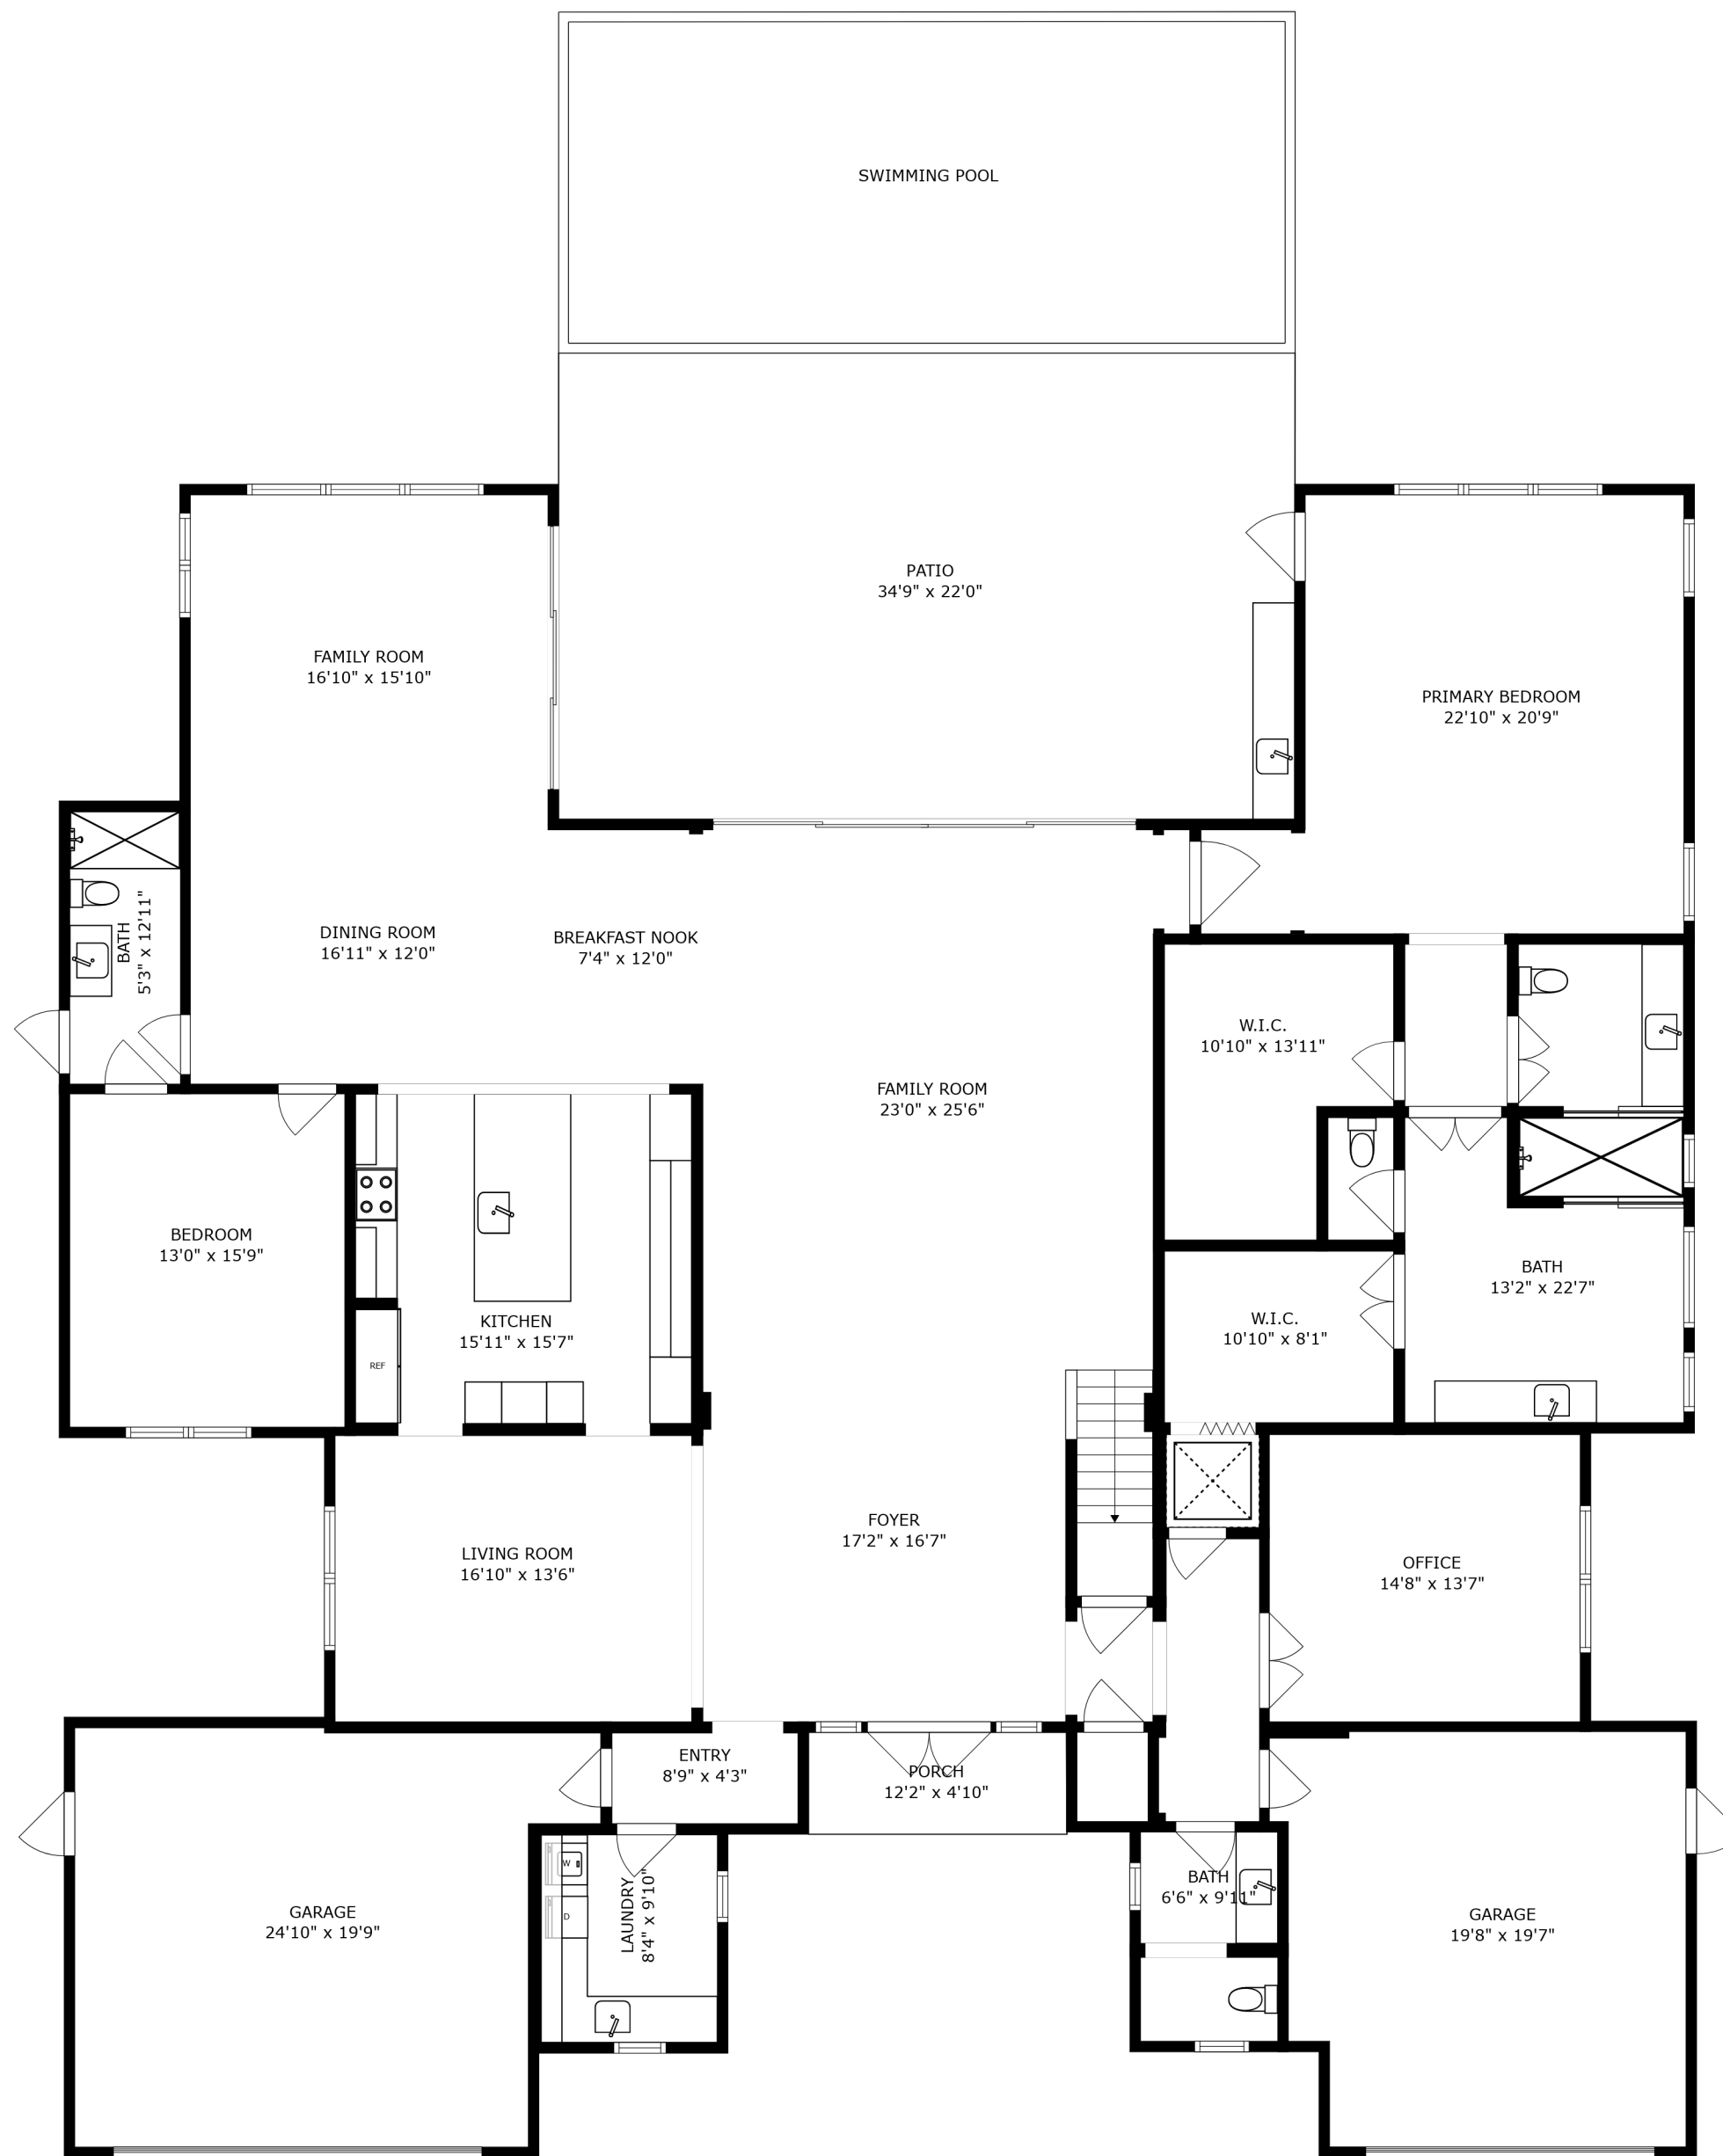 SWIMMING POOL
PATIO
34'9" x 22'0"
FAMILY ROOM
16'10" x 15'10"
PRIMARY BEDROOM
22'10" x 20'9"
BATH
5'3" x 12'11"
DINING ROOM
16'11" x 12'0"
BREAKFAST NOOK
7'4" x 12'0"
W.I.C.
10'10" x 13'11"
FAMILY ROOM
23'0" x 25'6"
BEDROOM
13'0" x 15'9"
BATH
13'2" x 22'7"
KITCHEN
15'11" x 15'7"
W.I.C.
10'10" x 8'1"
REF
FOYER
17'2" x 16'7"
LIVING ROOM
16'10" x 13'6"
OFFICE
14'8" x 13'7"
ENTRY
8'9" x 4'3"
PORCH
12'2" x 4'10"
W
D
LAUNDRY
8'4" x 9'10"
BATH
6'6" x 9'11"
GARAGE
24'10" x 19'9"
GARAGE
19'8" x 19'7"